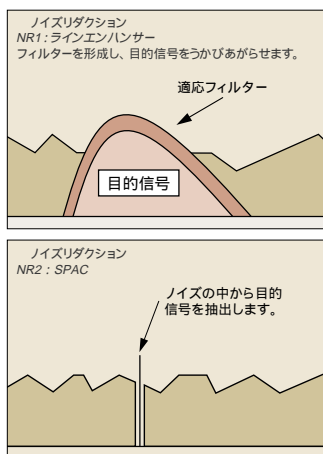 ノイズリダクション
NR1：ラインエンハンサー
フィルターを形成し、目的信号をうかびあがらせます。
適応フィルター
目的信号
ノイズリダクション
NR2：SPAC
ノイズの中から目的
信号を抽出します。